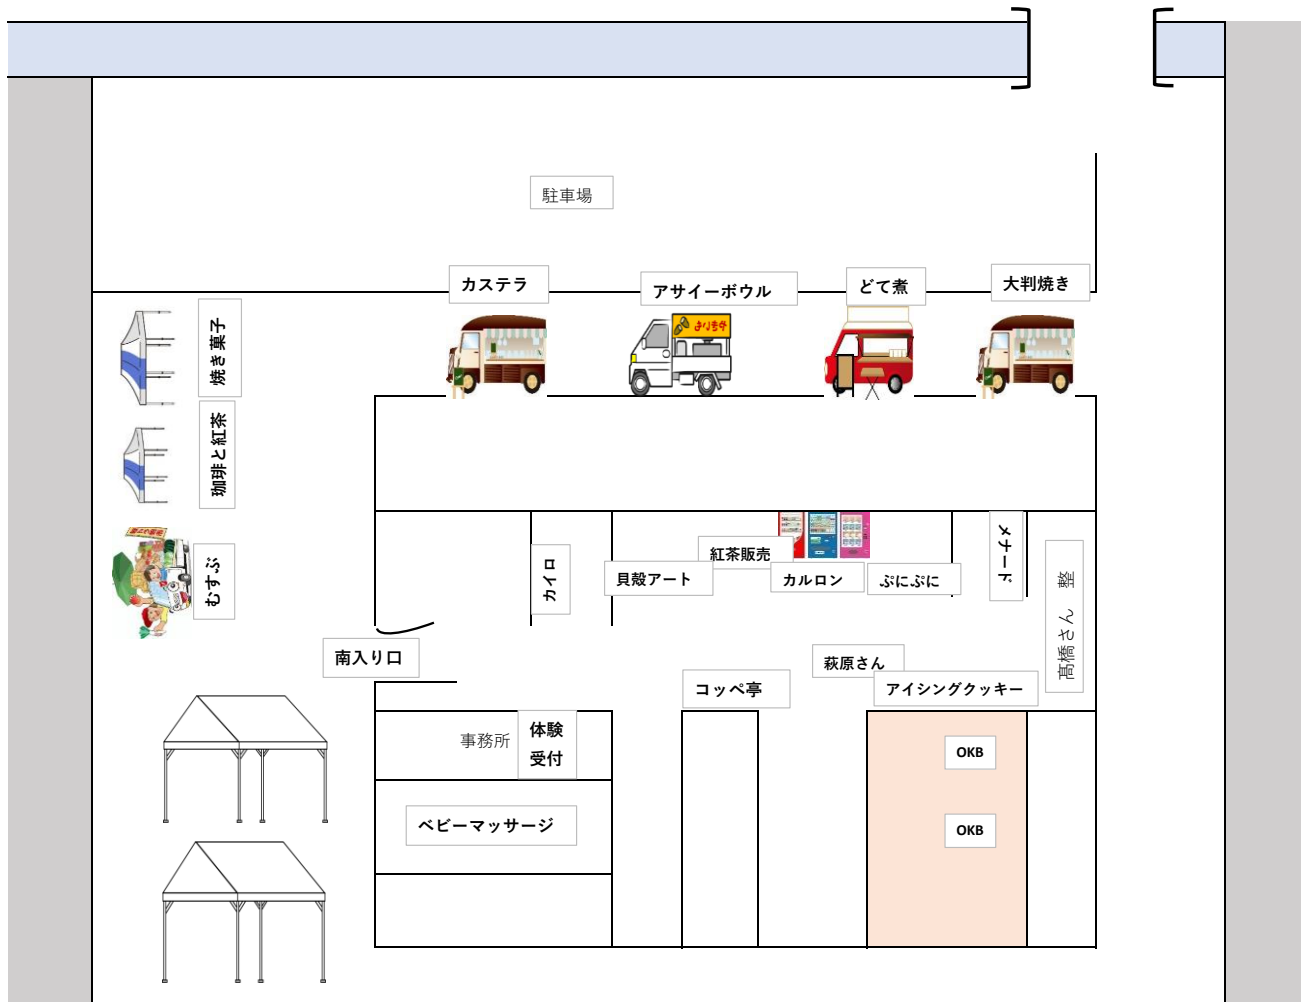 駐車場
カステラ
アサイーボウル
どて煮
大判焼き
焼き菓子
珈琲と紅茶
むすぶ
カイロ
貝殻アート
紅茶販売
カルロン
ぷにぷに
メナード
髙橋さん　整
南入り口
萩原さん
コッペ亭
アイシングクッキー
事務所
体験
受付
ベビーマッサージ
OKB
OKB